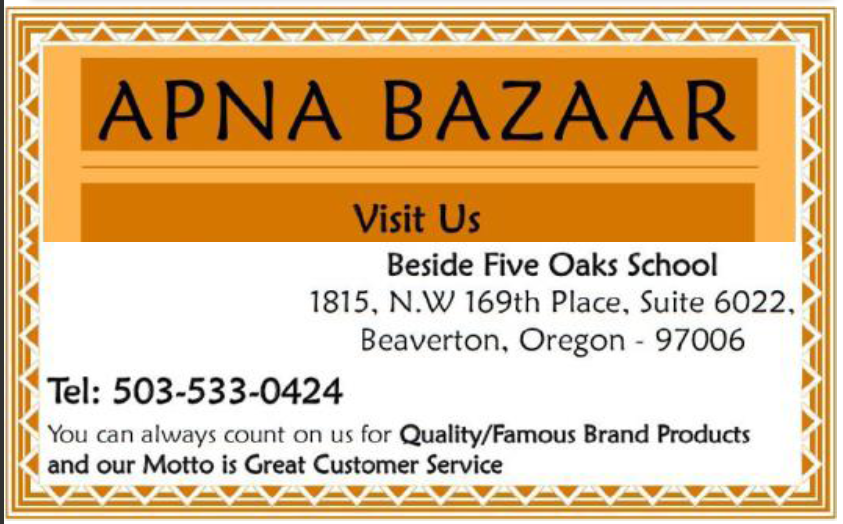 APNA BAZAAR
Visit Us
Beside Five Oaks School
1815, N.W 169th Place, Suite 6022,
Beaverton, Oregon - 97006
Tel: 503-533-0424
You can always count on us for Quality/Famous Brand Products
and our Motto is Great Customer Service